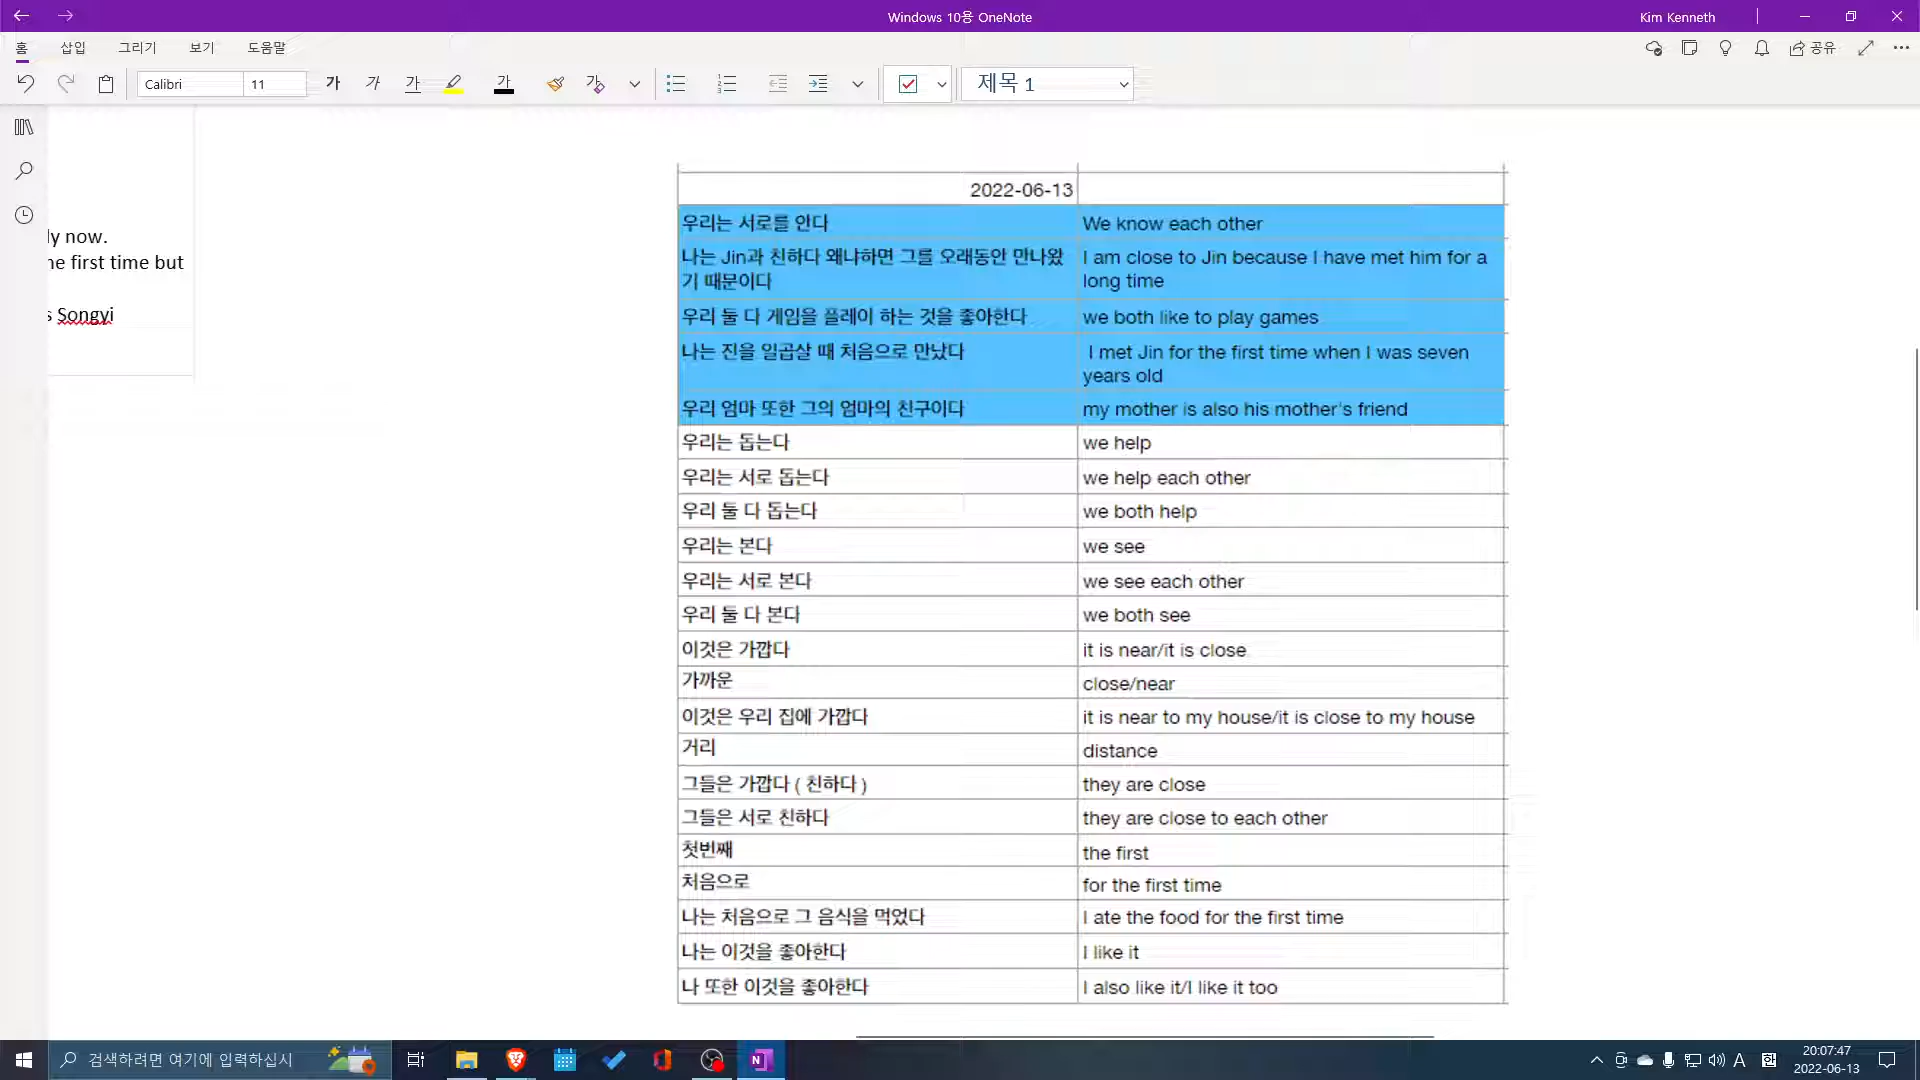 Windows 10용 OneNote
Kim Kenneth
홈 삽입 그리기 보기 도움말
공유
Calibri 11 가 가 가 가 제목 1
ly now.
ne first time but
s Songyi
2022-06-13
우리는 서로를 안다 We know each other
나는 Jin과 친하다 왜냐하면 그를 오래동안 만나왔 I am close to Jin because I have met him for a
기 때문이다 long time
우리 둘 다 게임을 플레이 하는 것을 좋아한다 we both like to play games
나는 진을 일곱살 때 처음으로 만났다 I met Jin for the first time when I was seven
years old
우리 엄마 또한 그의 엄마의 친구이다 my mother is also his mother's friend
우리는 돕는다 we help
우리는 서로 돕는다 we help each other
우리 둘 다 돕는다 we both help
우리는 본다 we see
우리는 서로 본다 we see each other
우리 둘 다 본다 we both see
이것은 가깝다 it is near/it is close
가까운 close/near
이것은 우리 집에 가깝다 it is near to my house/it is close to my house
거리 distance
그들은 가깝다 ( 친하다 ) they are close
그들은 서로 친하다 they are close to each other
첫번째 the first
처음으로 for the first time
나는 처음으로 그 음식을 먹었다 I ate the food for the first time
나는 이것을 좋아한다 I like it
나 또한 이것을 좋아한다 I also like it/I like it too
검색하려면 여기에 입력하십시
A 한 20:07:47
2022-06-13